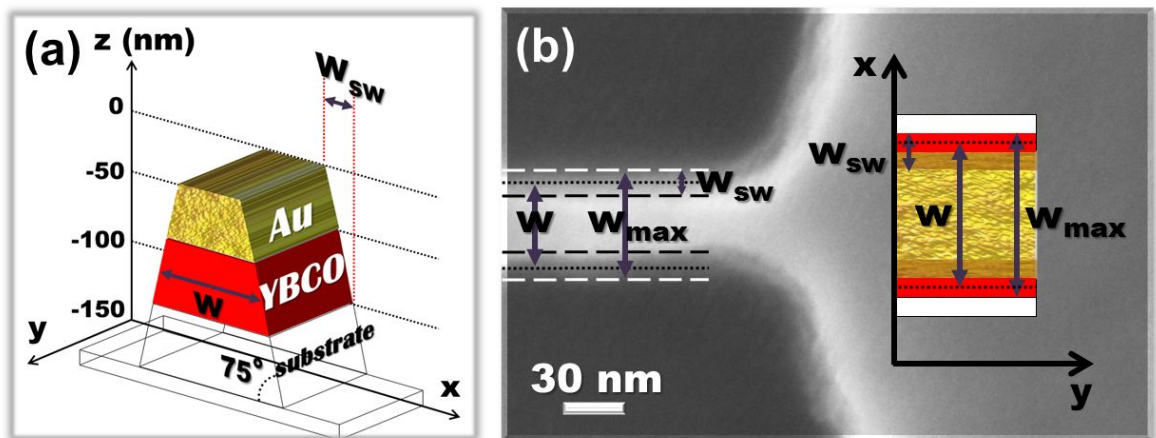 (a)
z (nm)
w_sw
0
-50
-100
-150
Au
YBCO
w
y
75° substrate
x
(b)
x
w_sw
w_sw
w
w_max
w
w_max
30 nm
y